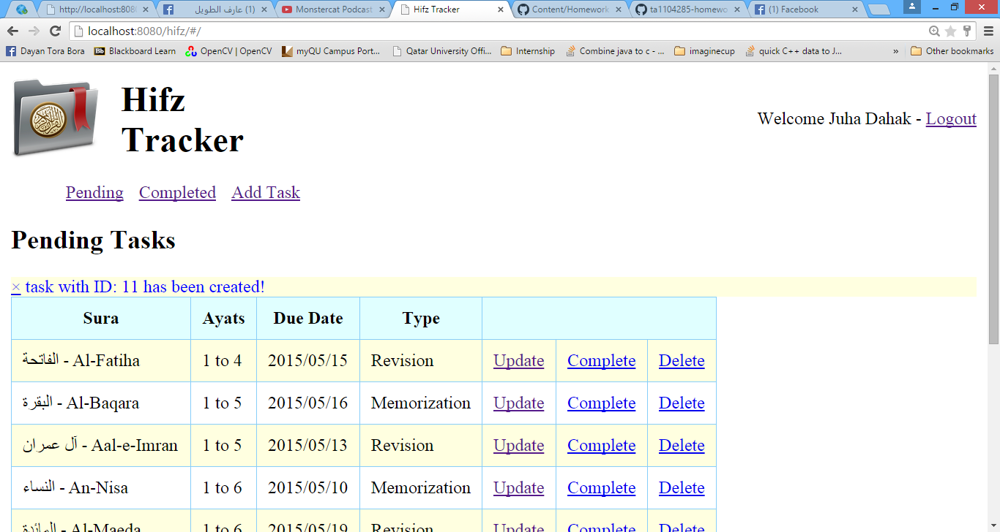 http://localhost:808
(1) عارف الطويل
Monstercat Podcast
Hifz Tracker
Content/Homework
ta1104285-homewo
(1) Facebook
localhost:8080/hifz/#/
Dayan Tora Bora
Bb Blackboard Learn
OpenCV | OpenCV
myQU Campus Port...
Qatar University Offi...
Internship
Combine java to c - ...
imaginecup
quick C++ data to J...
»
Other bookmarks
Hifz
Tracker
Welcome Juha Dahak - Logout
Pending Completed Add Task
Pending Tasks
× task with ID: 11 has been created!
Sura Ayats Due Date Type
الفاتحة - Al-Fatiha 1 to 4 2015/05/15 Revision Update Complete Delete
البقرة - Al-Baqara 1 to 5 2015/05/16 Memorization Update Complete Delete
آل عمران - Aal-e-Imran 1 to 5 2015/05/13 Revision Update Complete Delete
النساء - An-Nisa 1 to 6 2015/05/10 Memorization Update Complete Delete
المائدة - Al-Maeda 1 to 6 2015/05/19 Revision Update Complete Delete